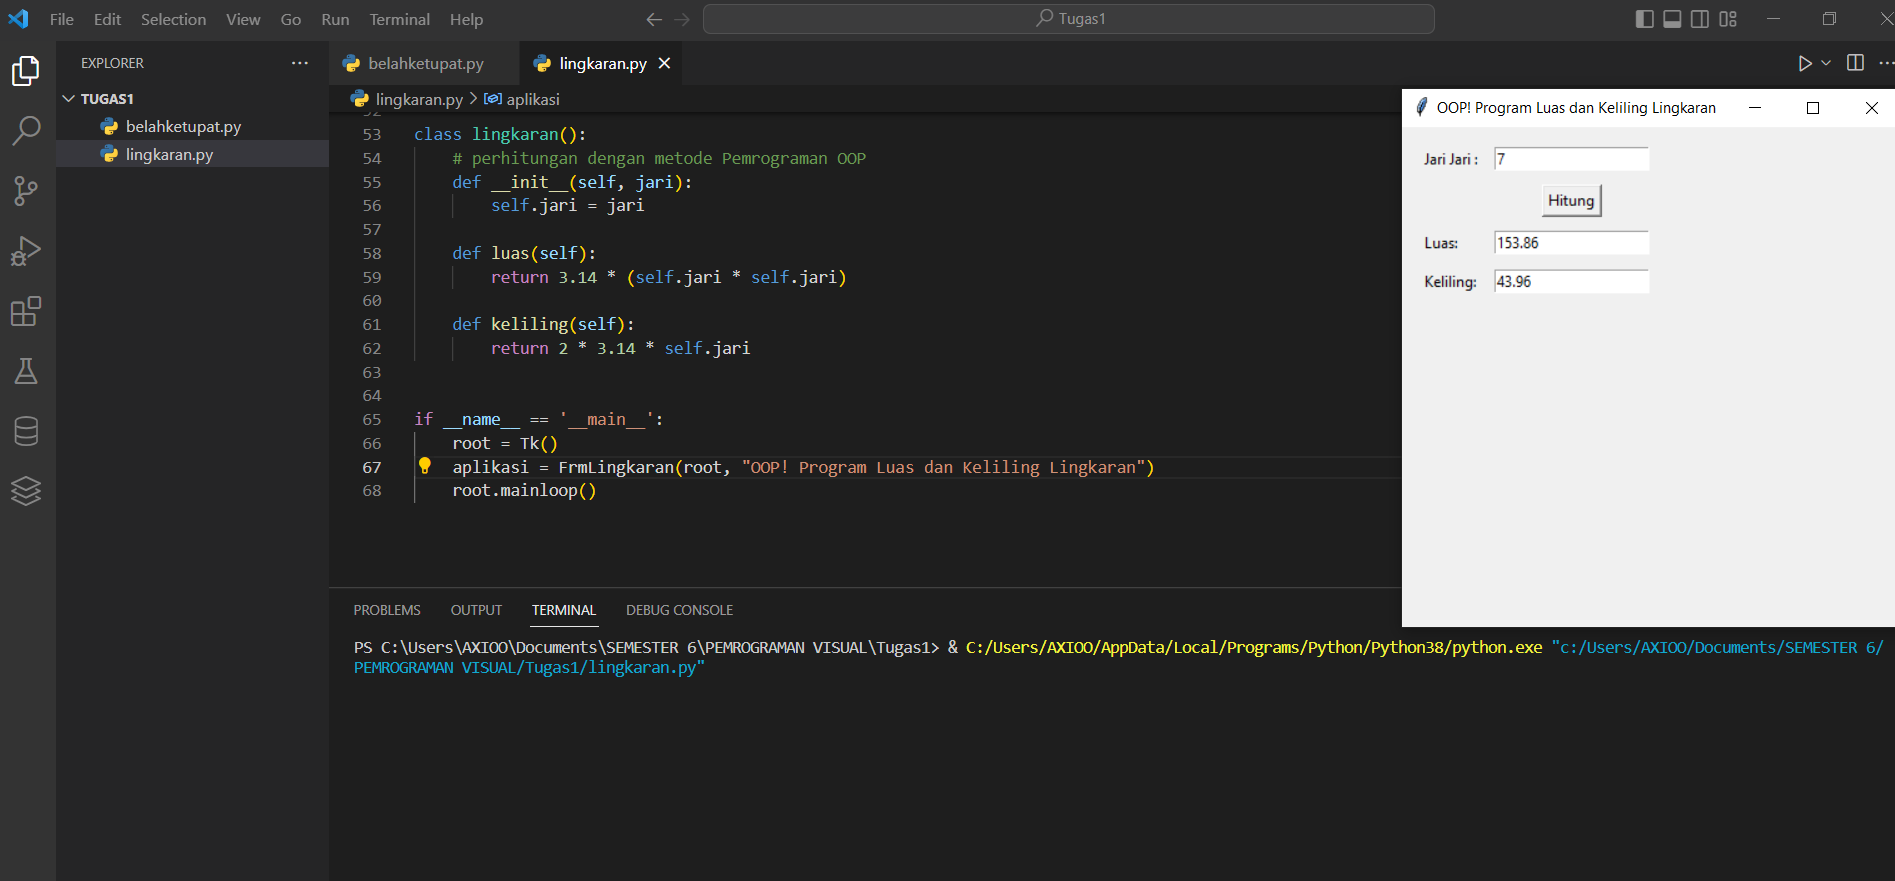 File Edit Selection View Go Run Terminal Help
Tugas1
EXPLORER
TUGAS1
belahketupat.py
lingkaran.py
belahketupat.py
lingkaran.py
lingkaran.py > aplikasi
53 class lingkaran():
54 # perhitungan dengan metode Pemrograman OOP
55 def __init__(self, jari):
56 self.jari = jari
57
58 def luas(self):
59 return 3.14 * (self.jari * self.jari)
60
61 def keliling(self):
62 return 2 * 3.14 * self.jari
63
64
65 if __name__ == '__main__':
66 root = Tk()
67 aplikasi = FrmLingkaran(root, "OOP! Program Luas dan Keliling Lingkaran")
68 root.mainloop()
OOP! Program Luas dan Keliling Lingkaran
Jari Jari : 7
Hitung
Luas: 153.86
Keliling: 43.96
PROBLEMS OUTPUT TERMINAL DEBUG CONSOLE
PS C:\Users\AXIOO\Documents\SEMESTER 6\PEMROGRAMAN VISUAL\Tugas1> & C:/Users/AXIOO/AppData/Local/Programs/Python/Python38/python.exe "c:/Users/AXIOO/Documents/SEMESTER 6/
PEMROGRAMAN VISUAL/Tugas1/lingkaran.py"